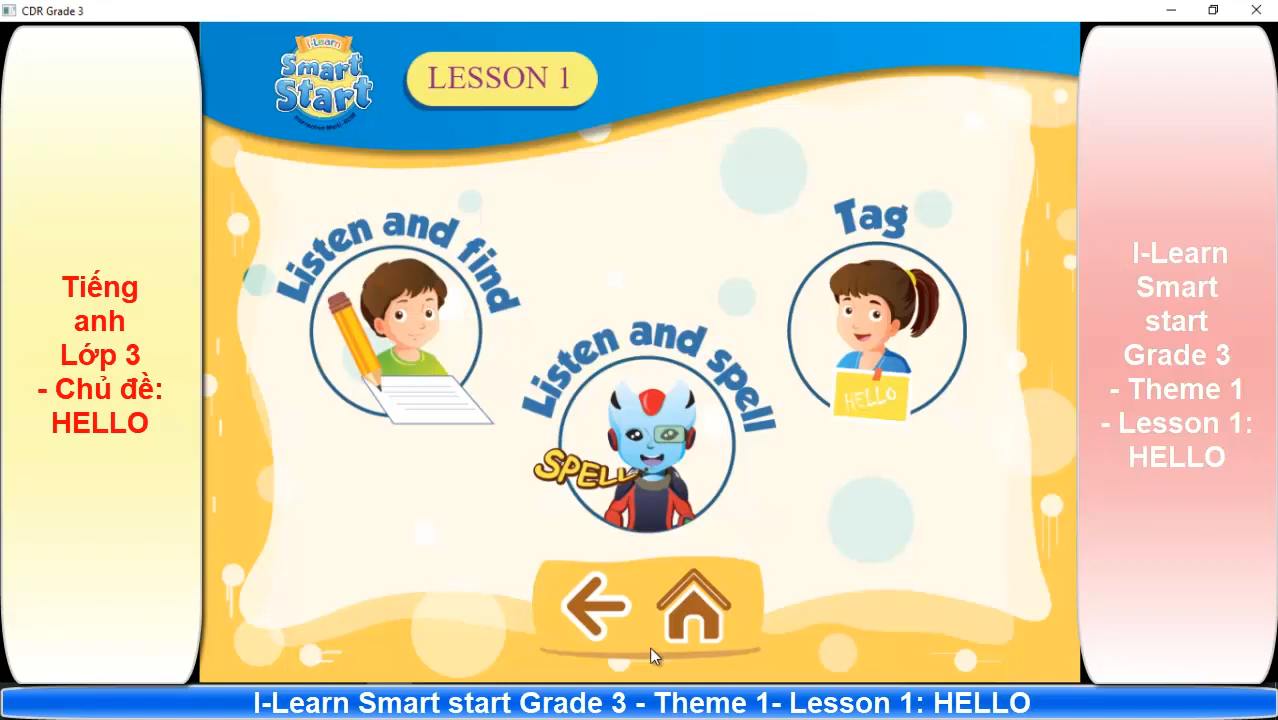 CDR Grade 3
i-Learn
Smart
Start
LESSON 1
Listen and find
Tag
HELLO
Listen and spell
SPELL
Tiếng
anh
Lớp 3
- Chủ đề:
HELLO
I-Learn
Smart
start
Grade 3
- Theme 1
- Lesson 1:
HELLO
I-Learn Smart start Grade 3 - Theme 1- Lesson 1: HELLO